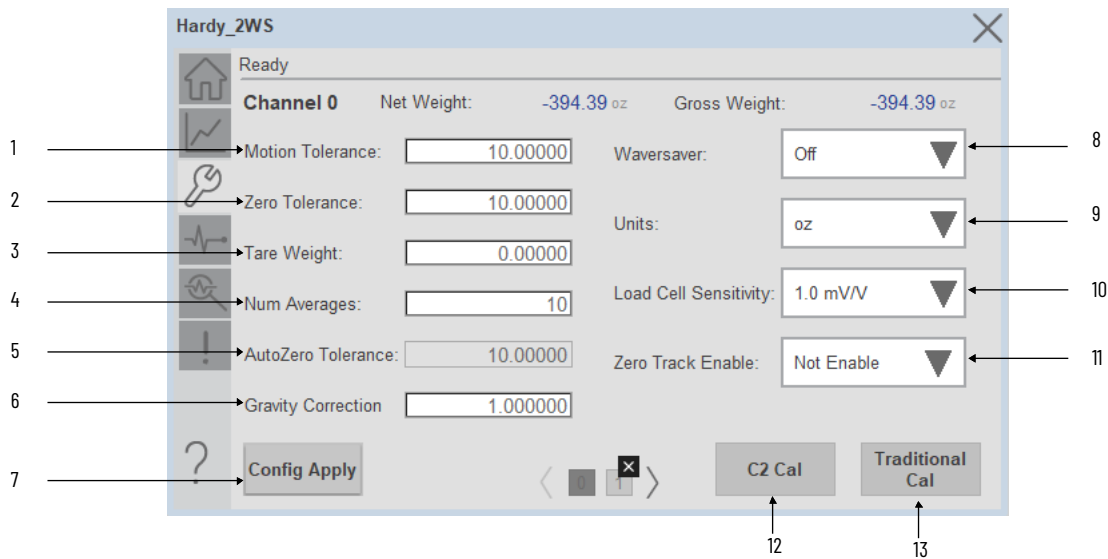 Hardy_2WS
Ready
Channel 0 Net Weight: -394.39 oz Gross Weight: -394.39 oz
1 Motion Tolerance: 10.00000 Waversaver: Off 8
2 Zero Tolerance: 10.00000
Units: oz 9
3 Tare Weight: 0.00000
4 Num Averages: 10 Load Cell Sensitivity: 1.0 mV/V 10
5 AutoZero Tolerance: 10.00000 Zero Track Enable: Not Enable 11
6 Gravity Correction 1.000000
7 Config Apply 0 1 C2 Cal Traditional Cal
12 13